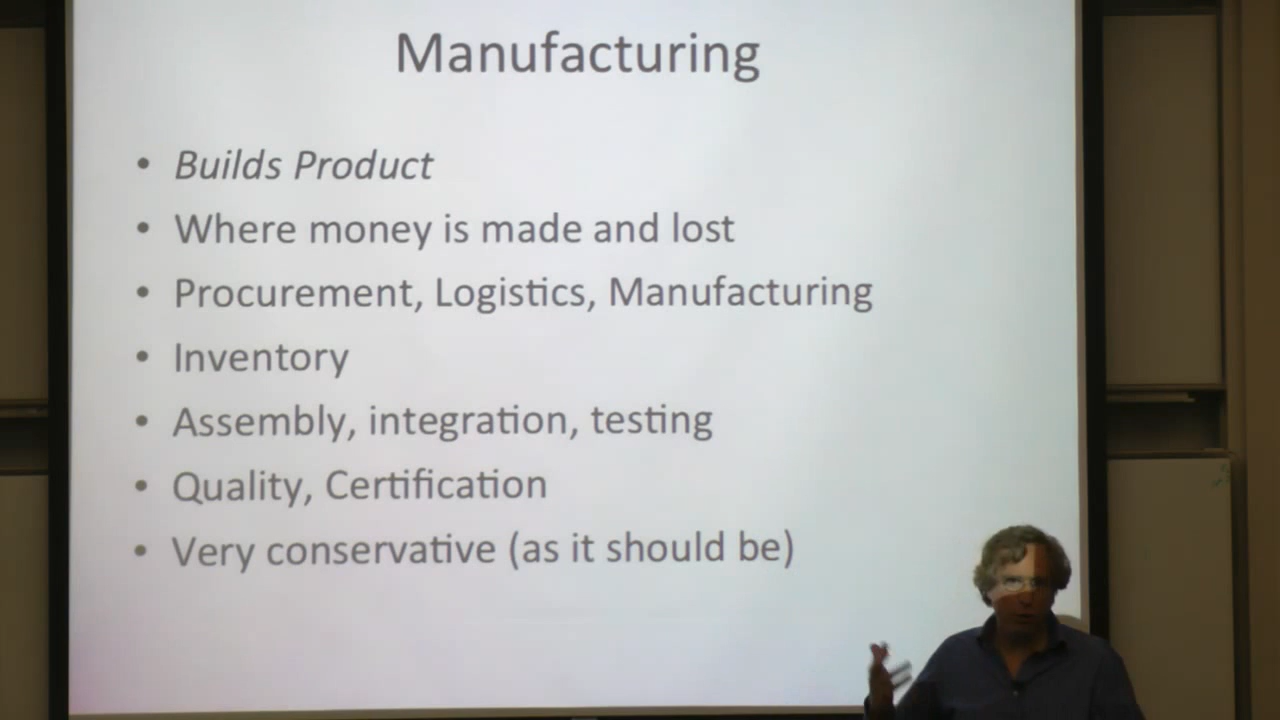 Manufacturing
• Builds Product
• Where money is made and lost
• Procurement, Logistics, Manufacturing
• Inventory
• Assembly, integration, testing
• Quality, Certification
• Very conservative (as it should be)